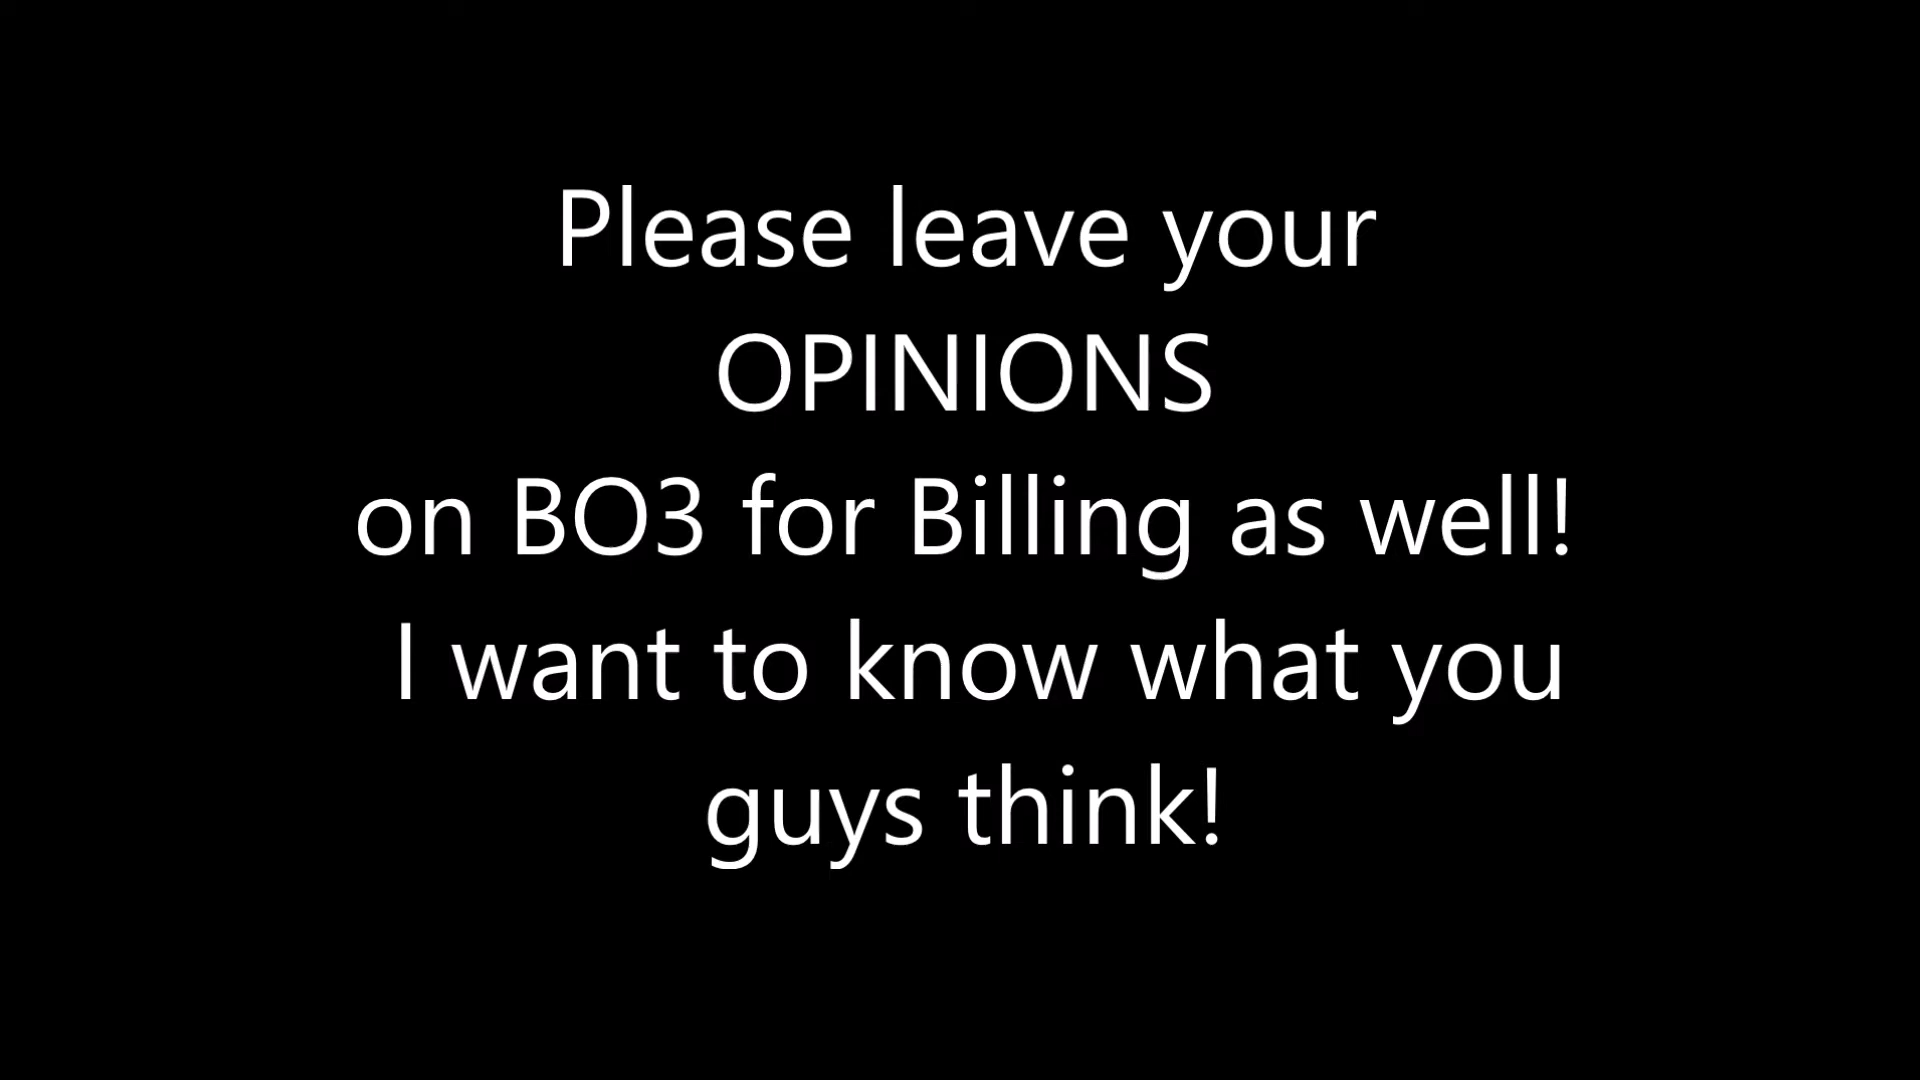 Please leave your
OPINIONS
on BO3 for Billing as well!
I want to know what you
guys think!